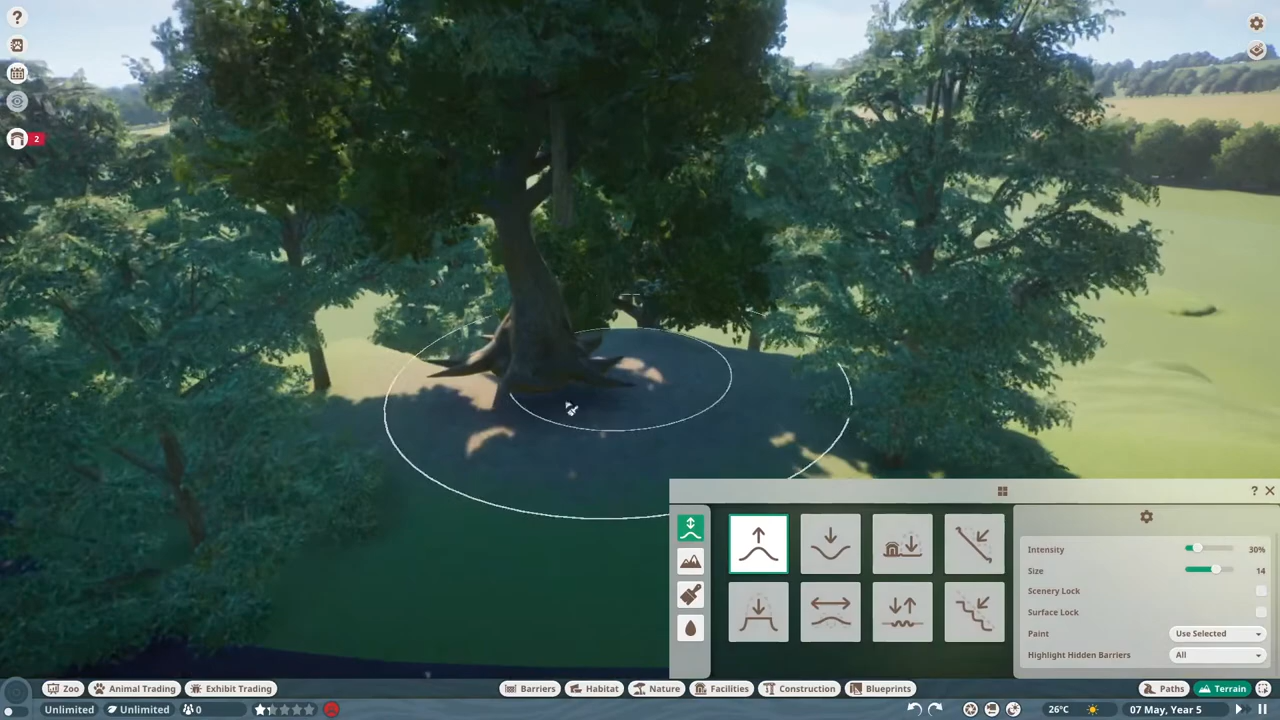 ?
2
? 
Intensity 30%
Size 14
Scenery Lock
Surface Lock
Paint Use Selected
Highlight Hidden Barriers All
Zoo Animal Trading Exhibit Trading Barriers Habitat Nature Facilities Construction Blueprints Paths Terrain
Unlimited Unlimited 0 26°C 07 May, Year 5